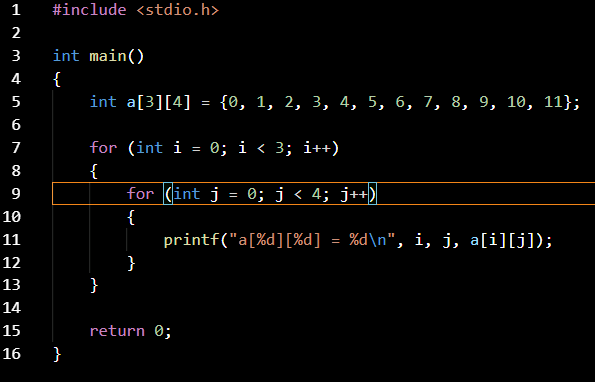 1 #include <stdio.h>
2
3 int main()
4 {
5     int a[3][4] = {0, 1, 2, 3, 4, 5, 6, 7, 8, 9, 10, 11};
6
7     for (int i = 0; i < 3; i++)
8     {
9         for (int j = 0; j < 4; j++)
10         {
11             printf("a[%d][%d] = %d\n", i, j, a[i][j]);
12         }
13     }
14
15     return 0;
16 }